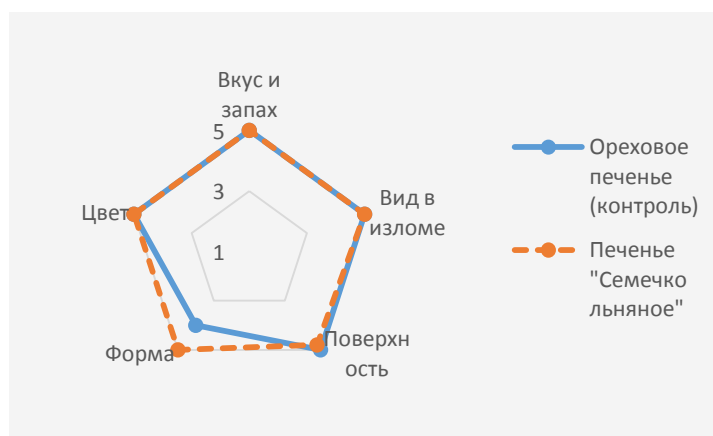 Вкус и
запах
5
3
1
Вид в
изломе
Поверхн
ость
Форма
Цвет
Ореховое
печенье
(контроль)
Печенье
"Семечко
льняное"